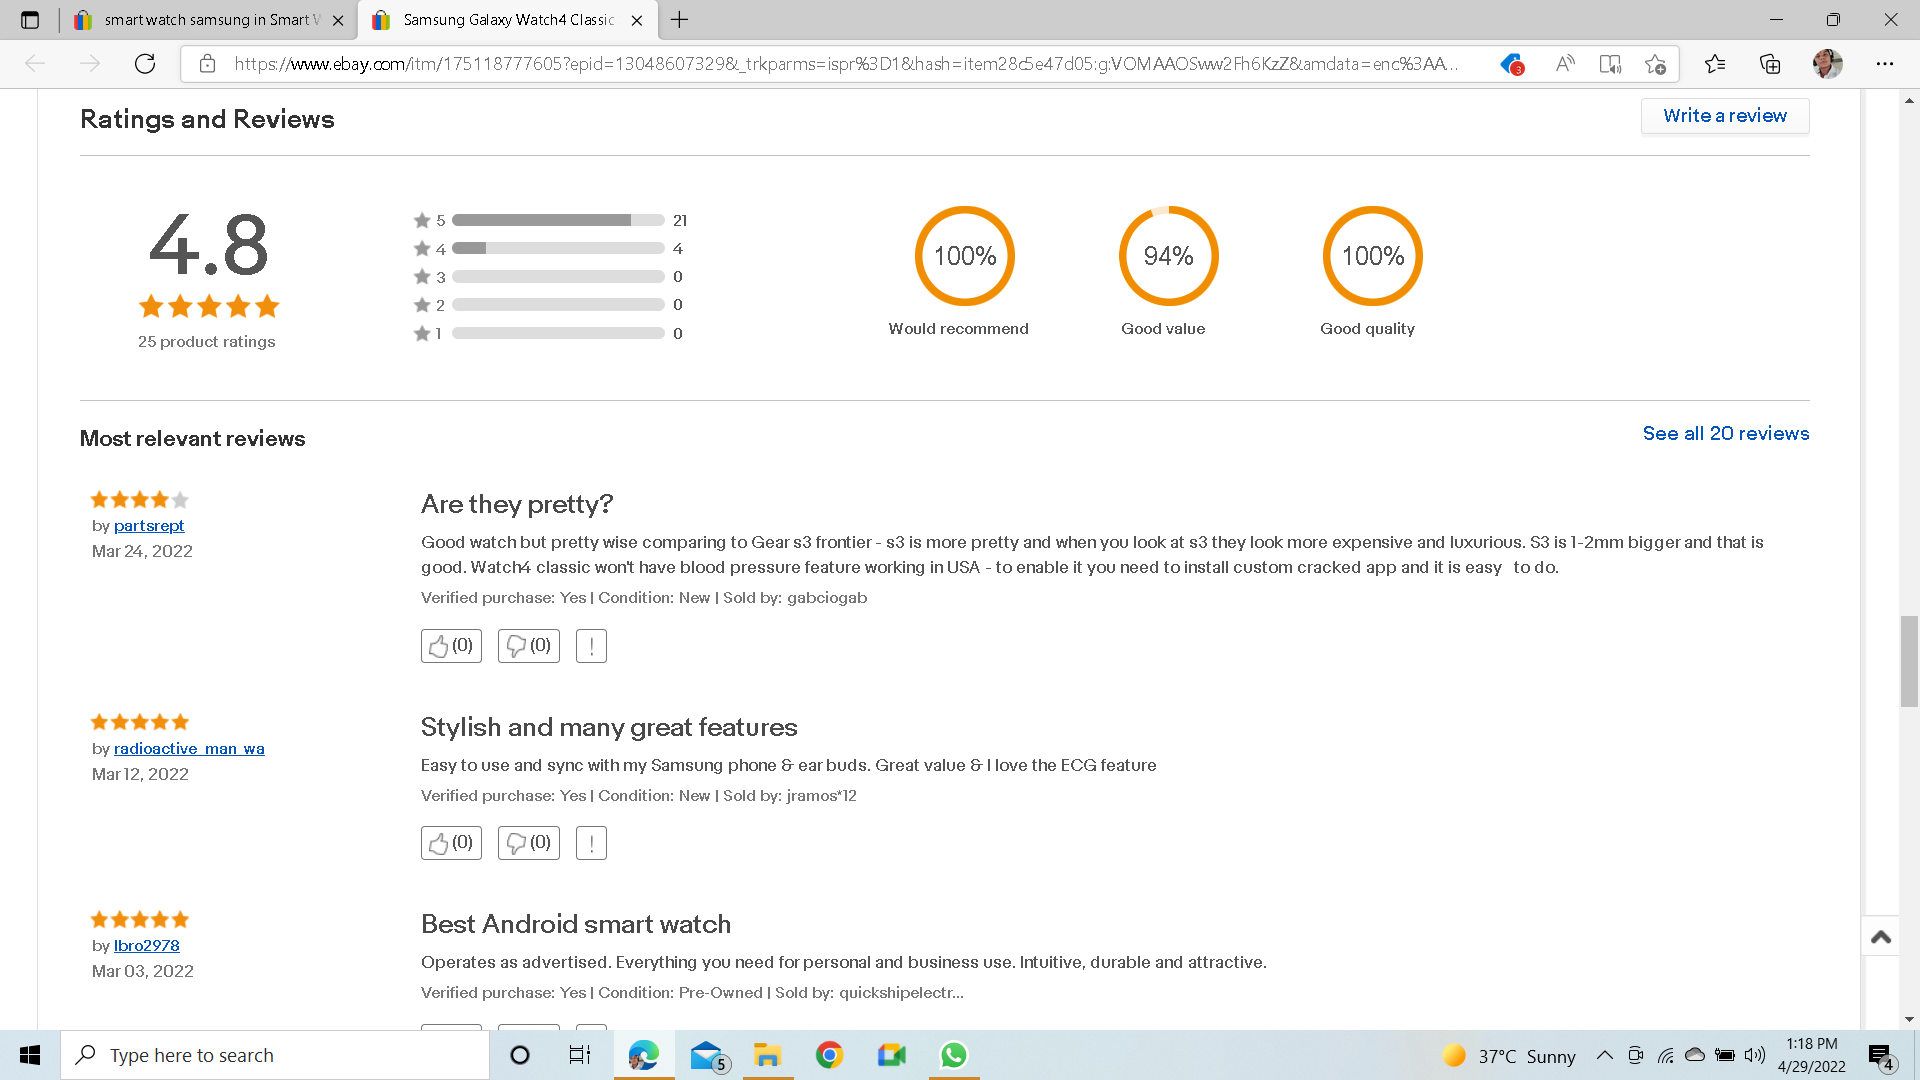 smart watch samsung in Smart W
Samsung Galaxy Watch4 Classic
https://www.ebay.com/itm/175118777605?epid=13048607329&_trkparms=ispr%3D1&hash=item28c5e47d05:g:VOMAAOSww2Fh6KzZ&amdata=enc%3AA...
3
Ratings and Reviews
Write a review
4.8
25 product ratings
5 21
4 4
3 0
2 0
1 0
100%
Would recommend
94%
Good value
100%
Good quality
Most relevant reviews
See all 20 reviews
by partsrept
Mar 24, 2022
Are they pretty?
Good watch but pretty wise comparing to Gear s3 frontier - s3 is more pretty and when you look at s3 they look more expensive and luxurious. S3 is 1-2mm bigger and that is
good. Watch4 classic won't have blood pressure feature working in USA - to enable it you need to install custom cracked app and it is easy to do.
Verified purchase: Yes | Condition: New | Sold by: gabciogab
(0) (0)
by radioactive_man_wa
Mar 12, 2022
Stylish and many great features
Easy to use and sync with my Samsung phone & ear buds. Great value & I love the ECG feature
Verified purchase: Yes | Condition: New | Sold by: jramos*12
(0) (0)
by lbro2978
Mar 03, 2022
Best Android smart watch
Operates as advertised. Everything you need for personal and business use. Intuitive, durable and attractive.
Verified purchase: Yes | Condition: Pre-Owned | Sold by: quickshipelectr...
Type here to search
5
37°C Sunny
1:18 PM
4/29/2022
4